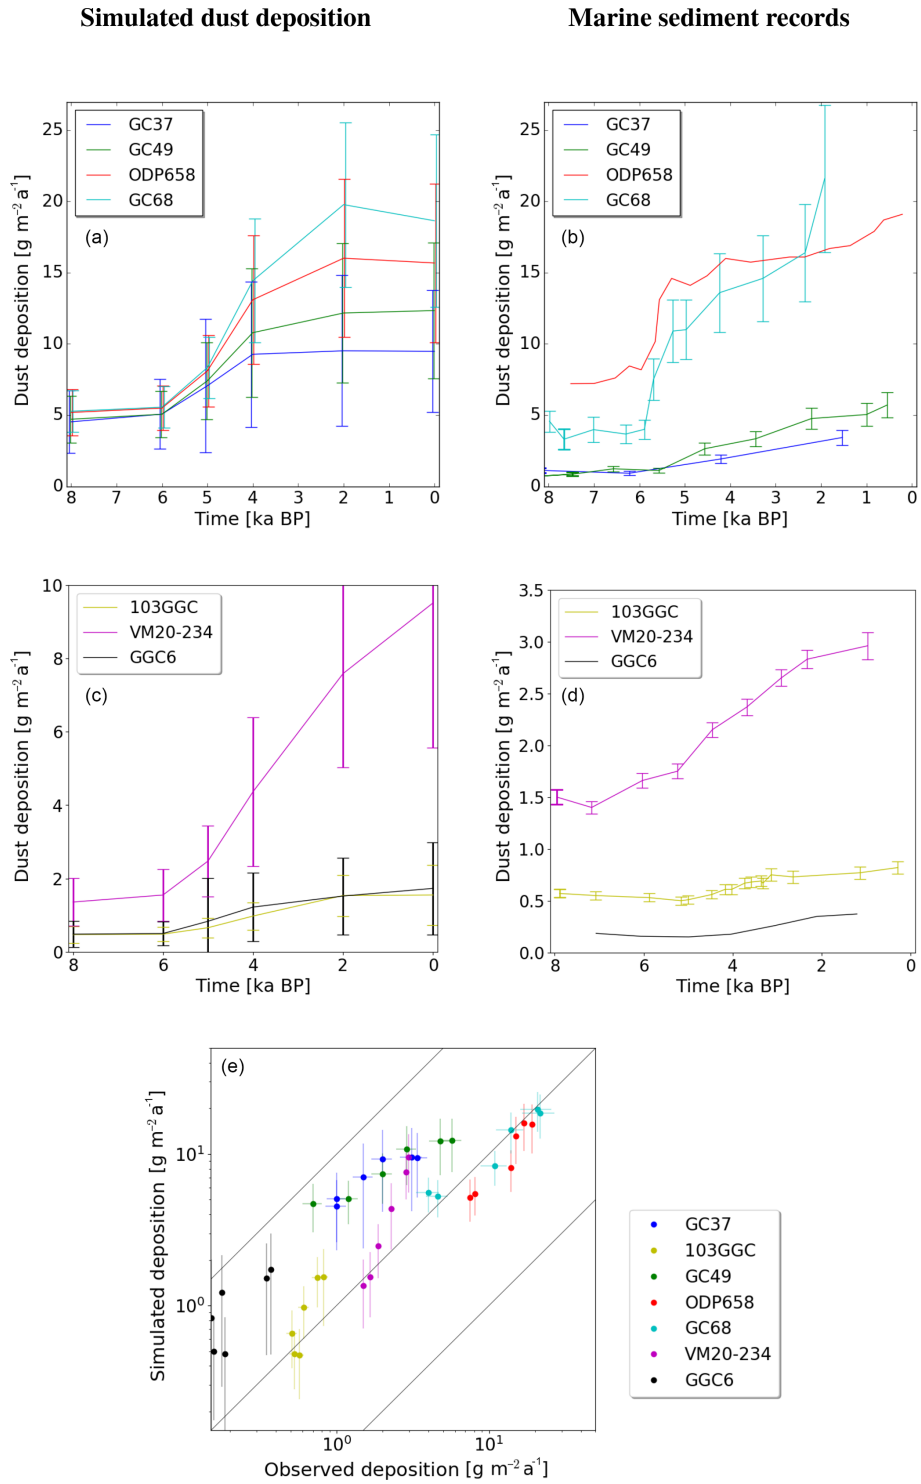 Simulated dust deposition
Marine sediment records
GC37
GC49
ODP658
GC68
(a)
25
20
15
10
5
0
8 7 6 5 4 3 2 1 0
Time [ka BP]
Dust deposition [g m⁻² a⁻¹]
GC37
GC49
ODP658
GC68
(b)
25
20
15
10
5
0
8 7 6 5 4 3 2 1 0
Time [ka BP]
Dust deposition [g m⁻² a⁻¹]
103GGC
VM20-234
GGC6
(c)
10
8
6
4
2
0
8 6 4 2 0
Time [ka BP]
Dust deposition [g m⁻² a⁻¹]
103GGC
VM20-234
GGC6
(d)
3.5
3.0
2.5
2.0
1.5
1.0
0.5
0.0
8 6 4 2 0
Time [ka BP]
Dust deposition [g m⁻² a⁻¹]
(e)
10¹
10⁰
10⁰ 10¹
Observed deposition [g m⁻² a⁻¹]
Simulated deposition [g m⁻² a⁻¹]
GC37
103GGC
GC49
ODP658
GC68
VM20-234
GGC6